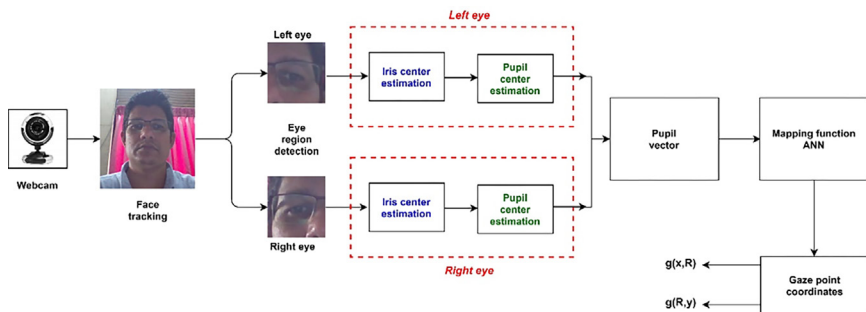 Left eye
Left eye
Iris center
estimation
Pupil
center
estimation
Webcam
Face
tracking
Eye
region
detection
Pupil
vector
Mapping function
ANN
Right eye
Iris center
estimation
Pupil
center
estimation
Right eye
Gaze point
coordinates
g(x,R)
g(R,y)